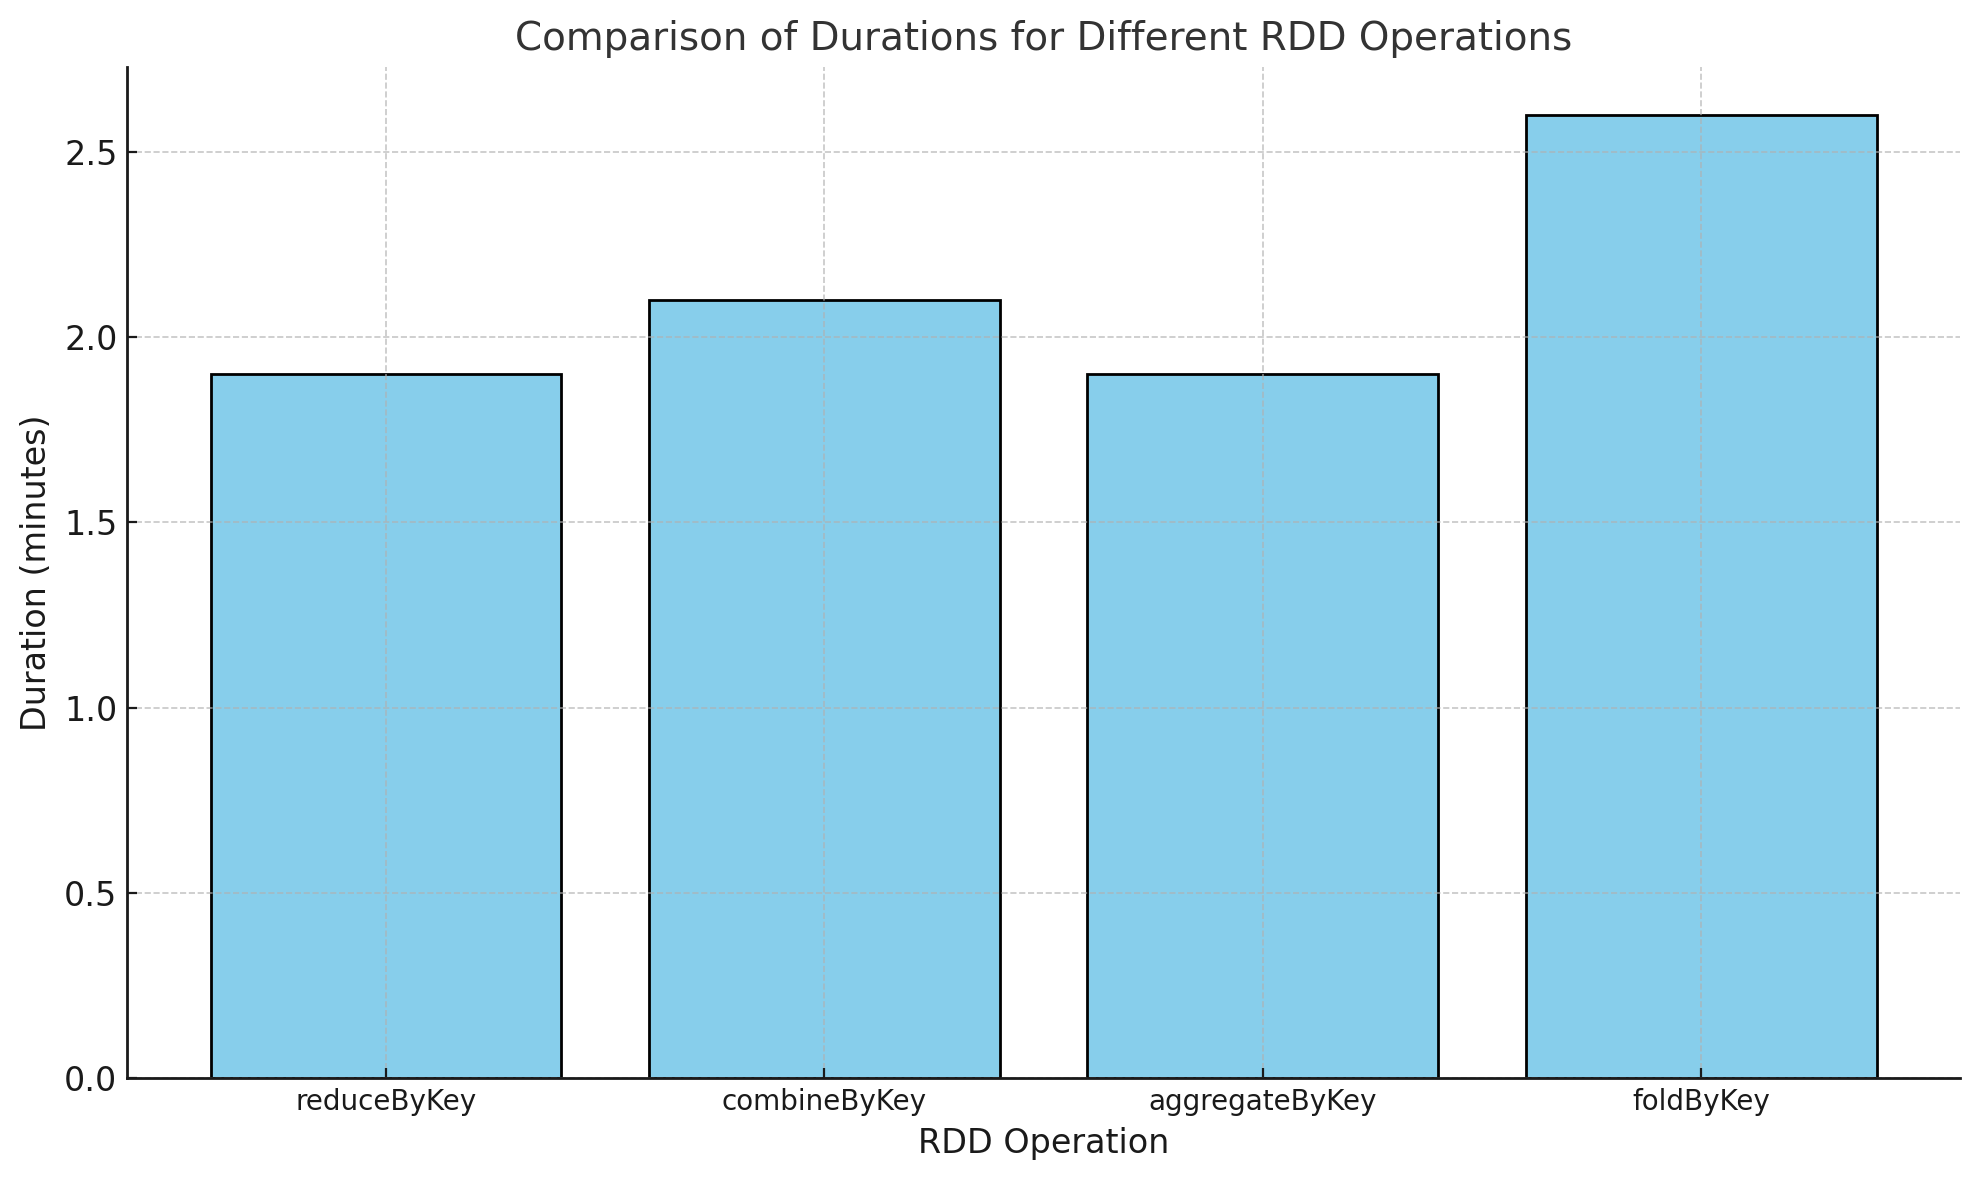 Comparison of Durations for Different RDD Operations
Duration (minutes)
2.5
2.0
1.5
1.0
0.5
0.0
reduceByKey combineByKey aggregateByKey foldByKey
RDD Operation